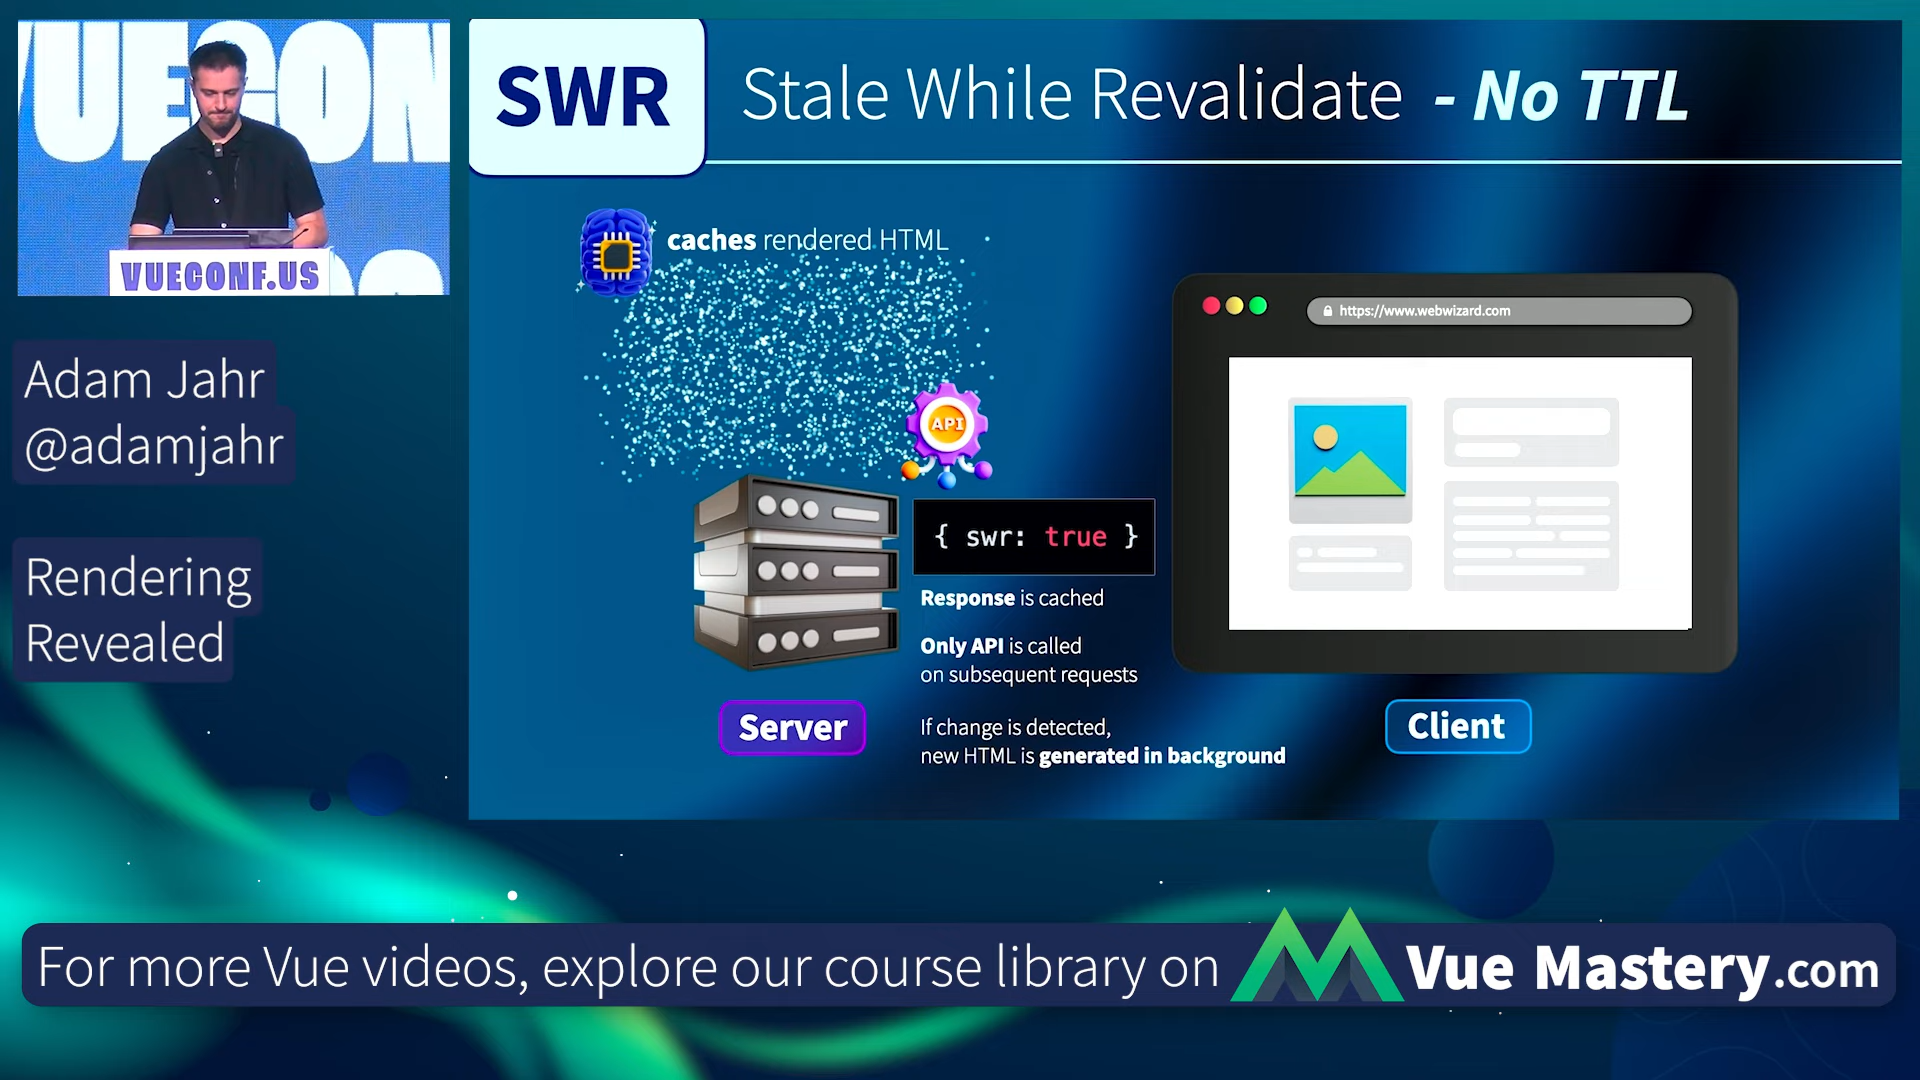 VUECON
VUECONF.US
Adam Jahr
@adamjahr
Rendering
Revealed
SWR
Stale While Revalidate - No TTL
caches rendered HTML
API
{ swr: true }
Response is cached
Only API is called
on subsequent requests
If change is detected,
new HTML is generated in background
Server
https://www.webwizard.com
Client
For more Vue videos, explore our course library on Vue Mastery.com